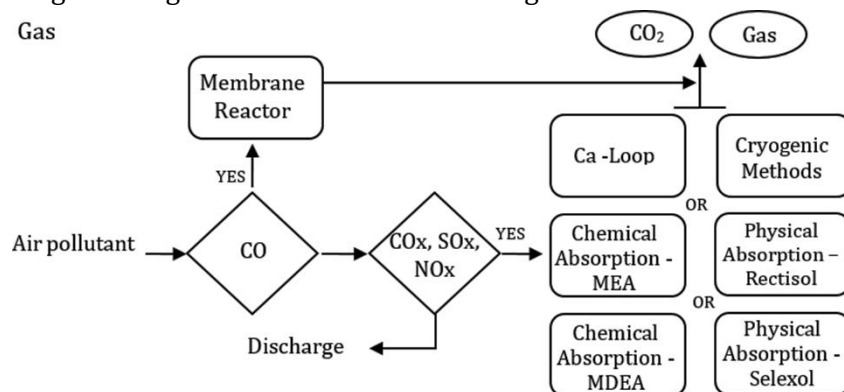 Gas
CO₂
Gas
Membrane
Reactor
YES
Ca -Loop
Cryogenic
Methods
OR
Air pollutant
CO
COx, SOx,
NOx
YES
Chemical
Absorption -
MEA
Physical
Absorption –
Rectisol
OR
Discharge
Chemical
Absorption -
MDEA
Physical
Absorption -
Selexol